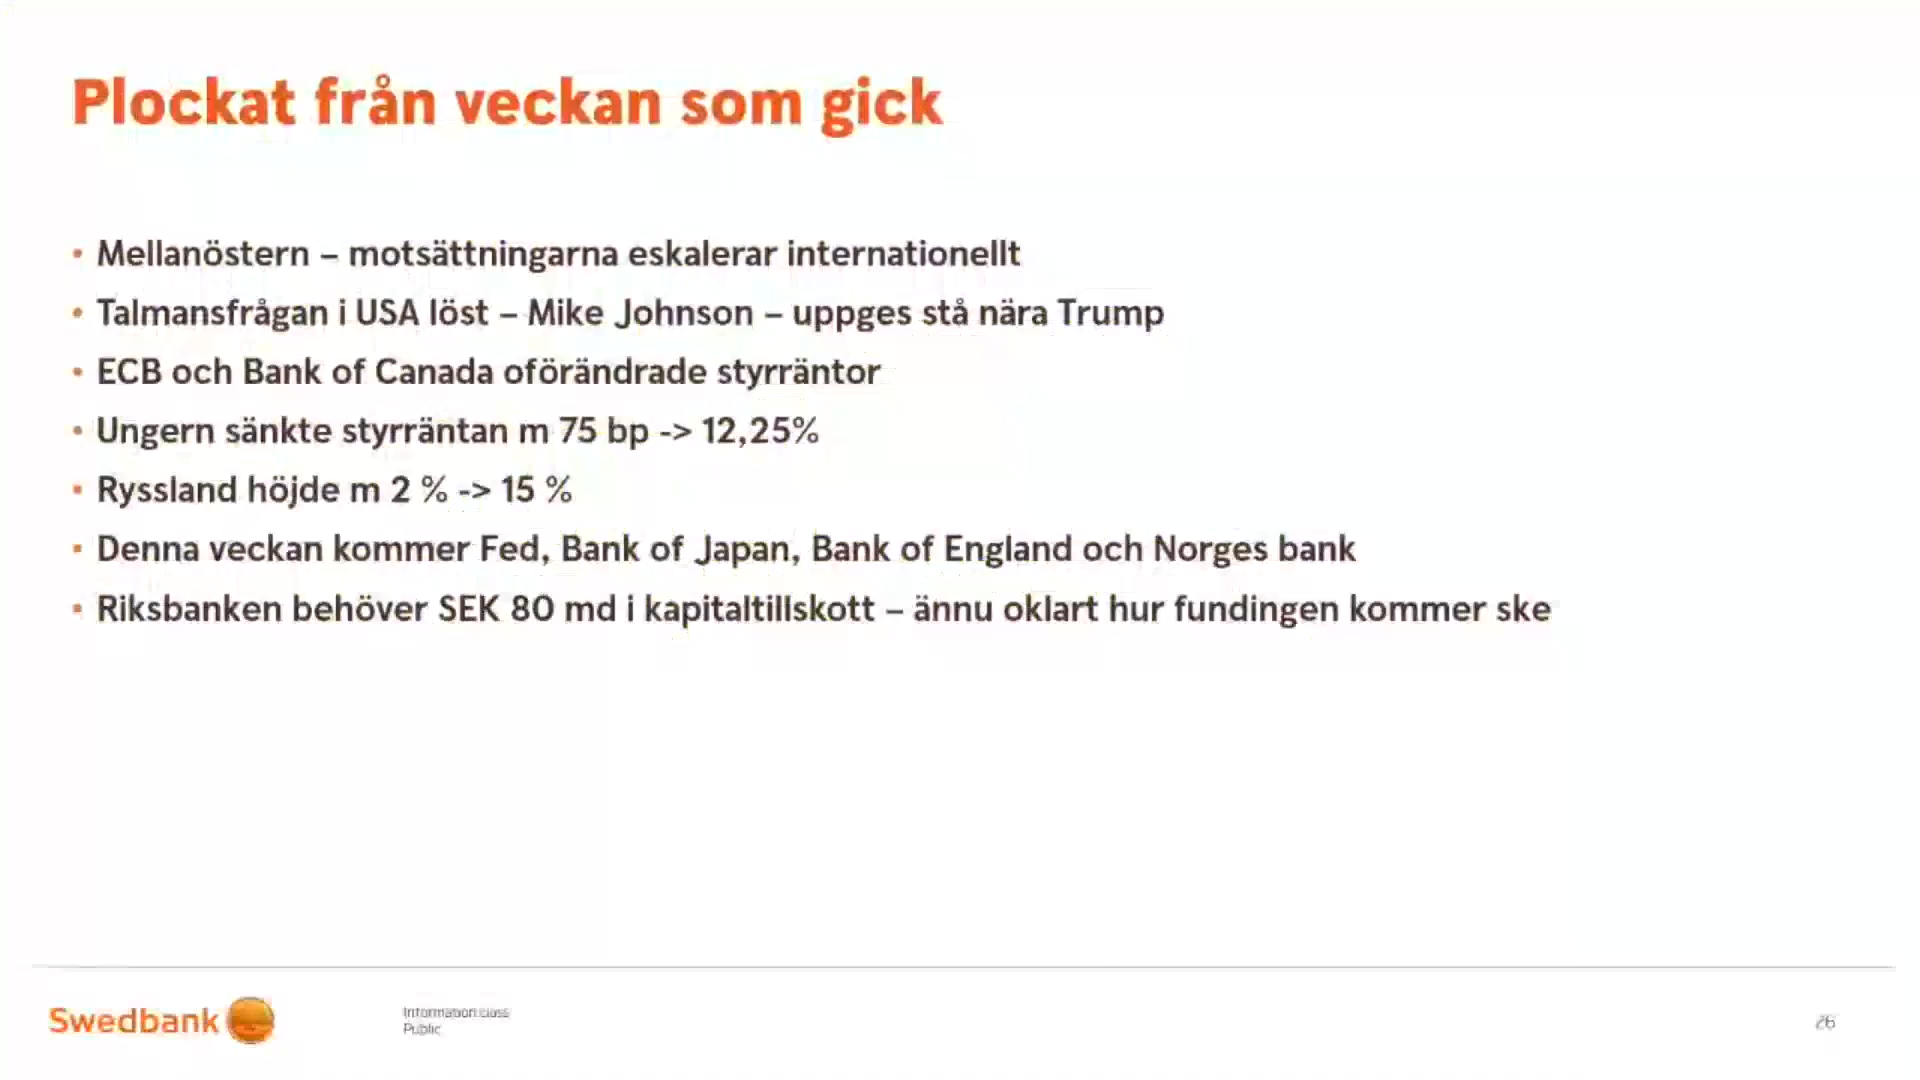 Plockat från veckan som gick
• Mellanöstern – motsättningarna eskalerar internationellt
• Talmansfrågan i USA löst – Mike Johnson – uppges stå nära Trump
• ECB och Bank of Canada oförändrade styrräntor
• Ungern sänkte styrräntan m 75 bp -> 12,25%
• Ryssland höjde m 2 % -> 15 %
• Denna veckan kommer Fed, Bank of Japan, Bank of England och Norges bank
• Riksbanken behöver SEK 80 md i kapitaltillskott – ännu oklart hur fundingen kommer ske
Swedbank
Information class
Public
26